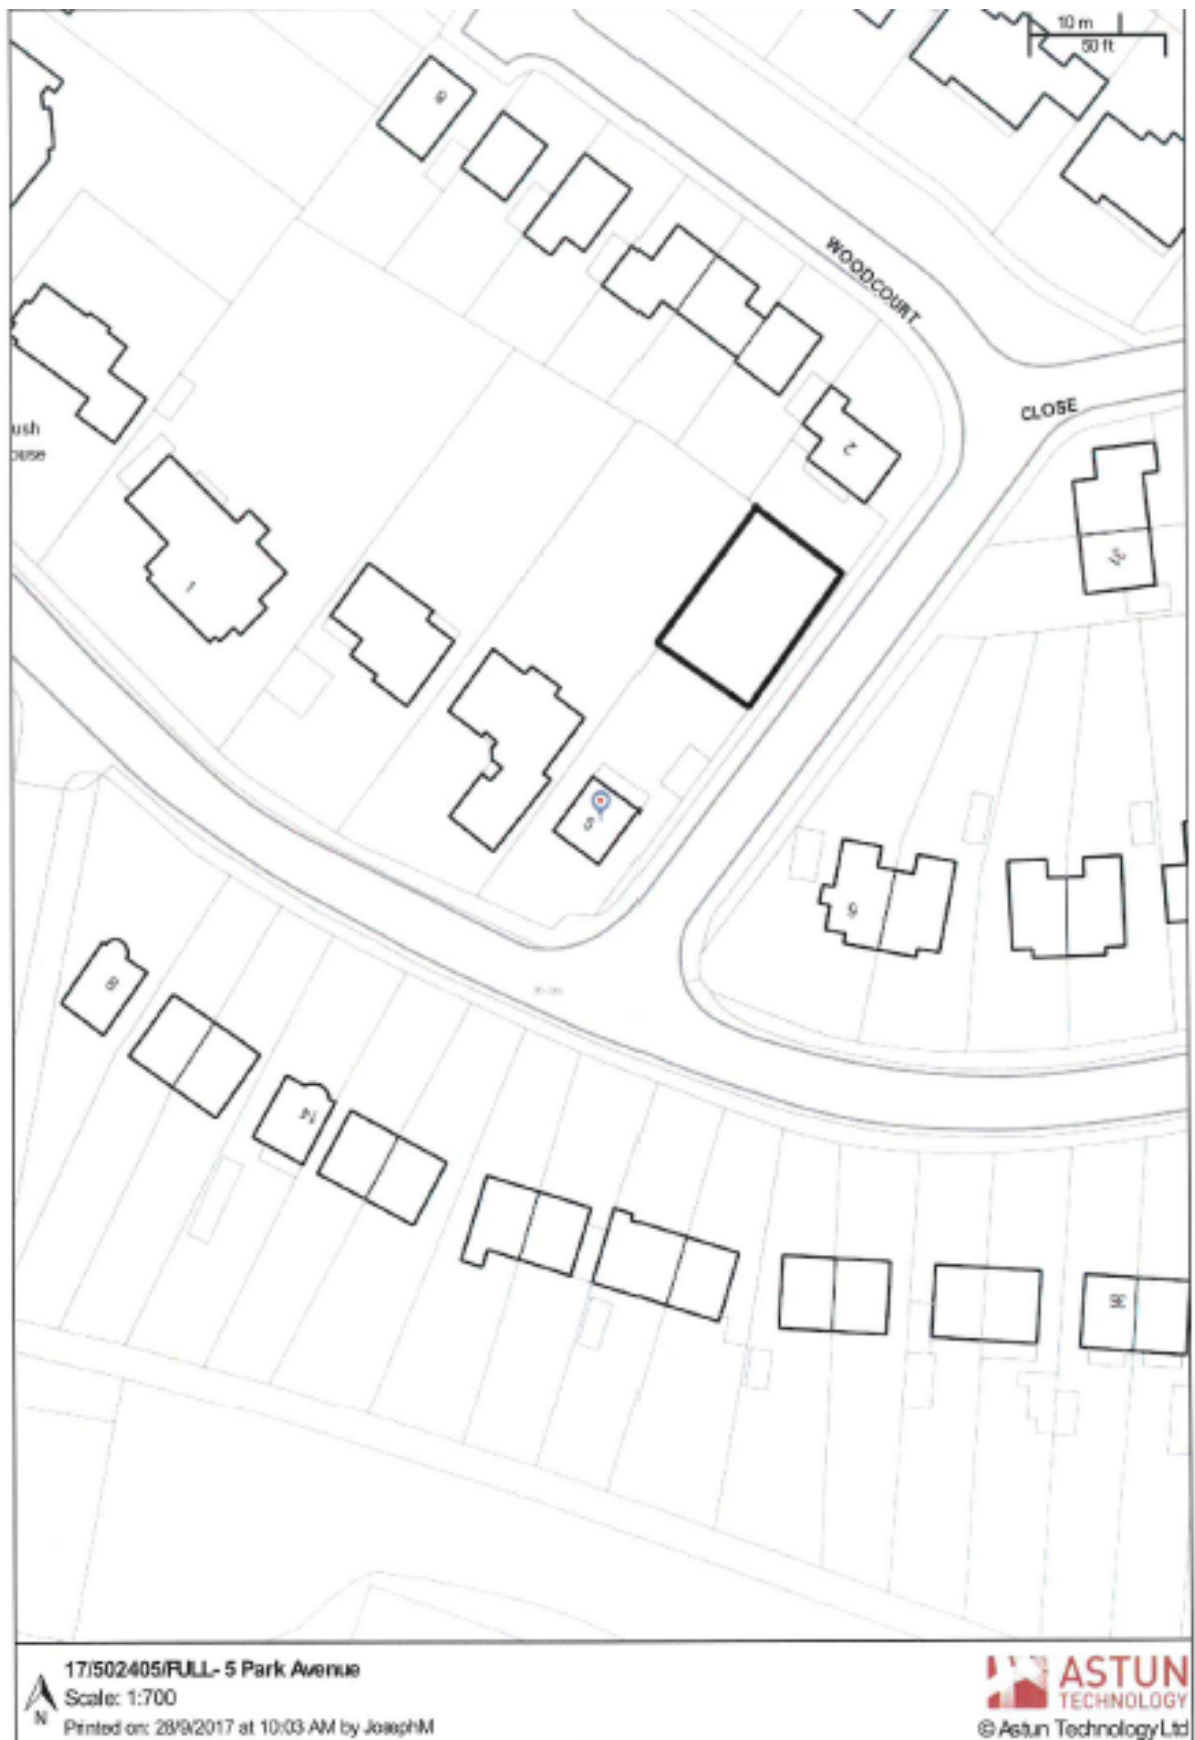 10 m
50 ft
WOODCOURT
CLOSE
2
ush
ouse
1
5
8
14
36
17/502405/FULL- 5 Park Avenue
Scale: 1:700
N
Printed on: 28/9/2017 at 10:03 AM by JosephM
ASTUN
TECHNOLOGY
© Astun Technology Ltd